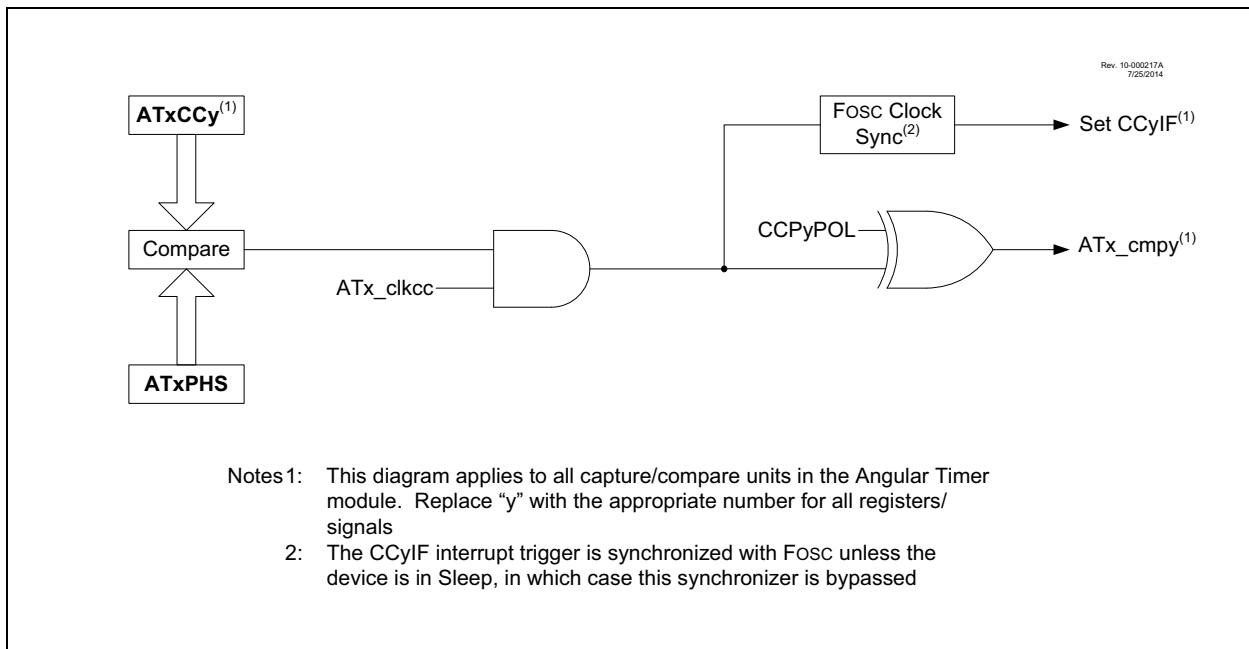 Rev. 10-000217A
7/25/2014
ATxCCy(1)
FOSC Clock
Sync(2)
Set CCyIF(1)
Compare
CCPyPOL
ATx_cmpy(1)
ATx_clkcc
ATxPHS
Notes1: This diagram applies to all capture/compare units in the Angular Timer
module. Replace “y” with the appropriate number for all registers/
signals
2: The CCyIF interrupt trigger is synchronized with FOSC unless the
device is in Sleep, in which case this synchronizer is bypassed